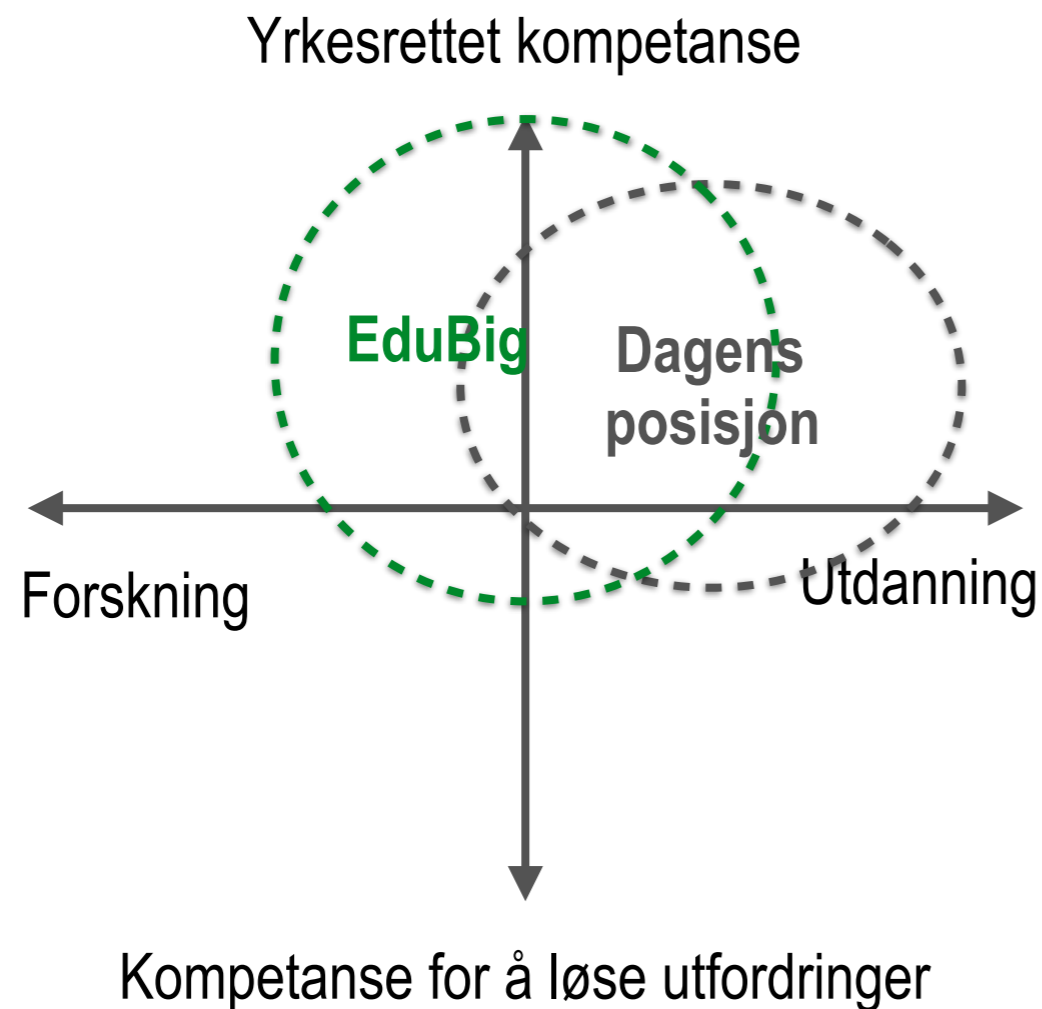 Yrkesrettet kompetanse
EduBig
Dagens
posisjon
Forskning
Utdanning
Kompetanse for å løse utfordringer